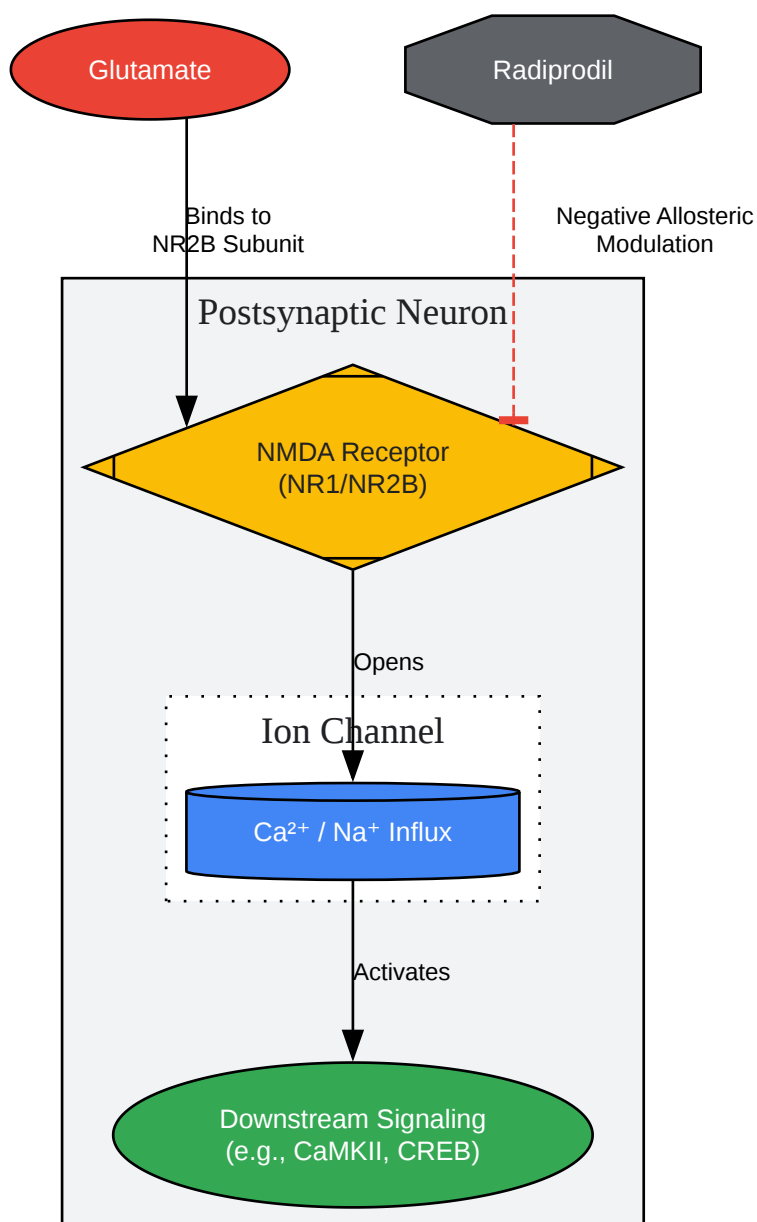 Glutamate
Radiprodil
Binds to
NR2B Subunit
Negative Allosteric
Modulation
Postsynaptic Neuron
NMDA Receptor
(NR1/NR2B)
Opens
Ion Channel
Ca²⁺ / Na⁺ Influx
Activates
Downstream Signaling
(e.g., CaMKII, CREB)